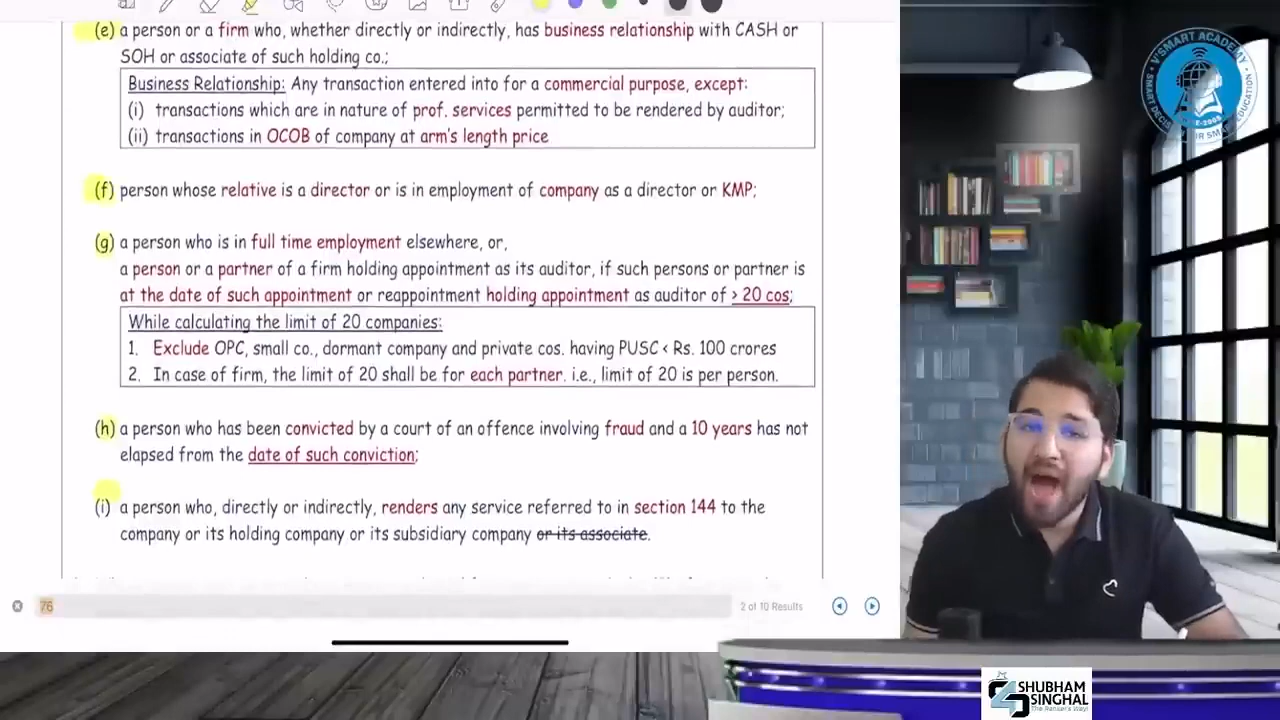 (e) a person or a firm who, whether directly or indirectly, has business relationship with CASH or
SOH or associate of such holding co.;
Business Relationship: Any transaction entered into for a commercial purpose, except:
(i) transactions which are in nature of prof. services permitted to be rendered by auditor;
(ii) transactions in OCOB of company at arm's length price
(f) person whose relative is a director or is in employment of company as a director or KMP;
(g) a person who is in full time employment elsewhere, or,
a person or a partner of a firm holding appointment as its auditor, if such persons or partner is
at the date of such appointment or reappointment holding appointment as auditor of > 20 cos;
While calculating the limit of 20 companies:
1. Exclude OPC, small co., dormant company and private cos. having PUSC < Rs. 100 crores
2. In case of firm, the limit of 20 shall be for each partner. i.e., limit of 20 is per person.
(h) a person who has been convicted by a court of an offence involving fraud and a 10 years has not
elapsed from the date of such conviction;
(i) a person who, directly or indirectly, renders any service referred to in section 144 to the
company or its holding company or its subsidiary company or its associate.
76
2 of 10 Results
V'SMART ACADEMY
SHUBHAM
SINGHAL
The Ranker's Way!